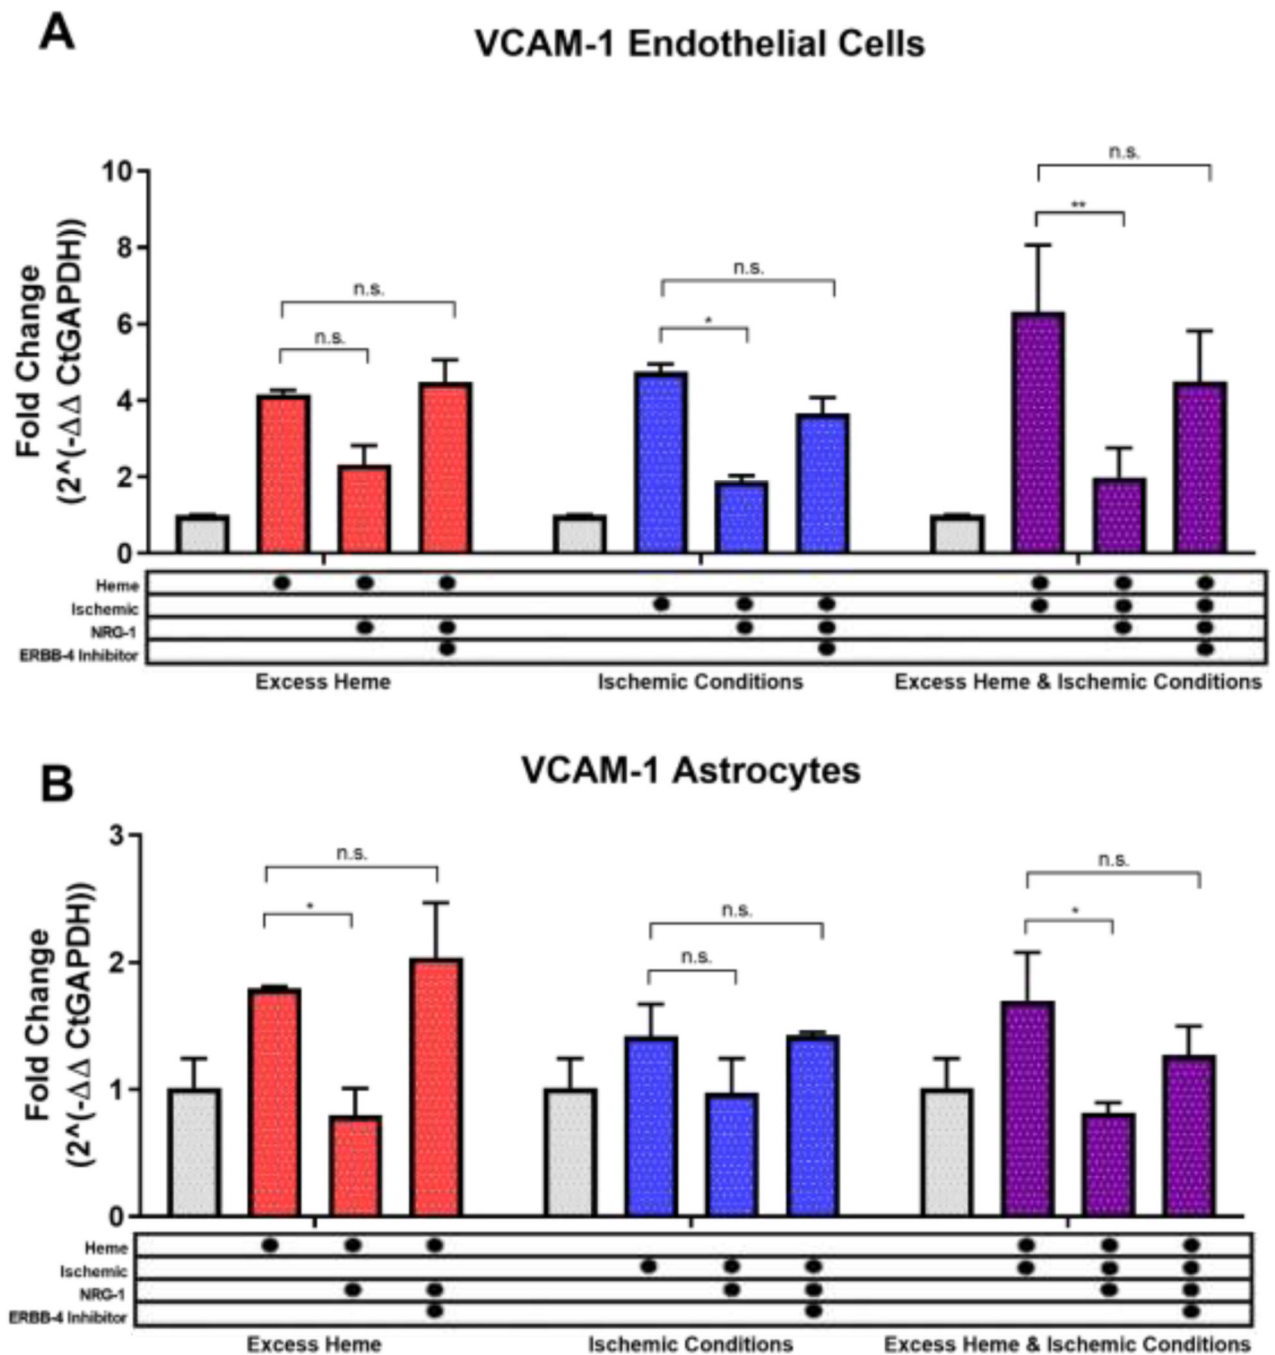 A
VCAM-1 Endothelial Cells
Fold Change
(2^(-ΔΔ CtGAPDH))
10
8
6
4
2
0
n.s.
n.s.
n.s.
*
n.s.
**
Heme
Ischemic
NRG-1
ERBB-4 Inhibitor
Excess Heme
Ischemic Conditions
Excess Heme & Ischemic Conditions
B
VCAM-1 Astrocytes
Fold Change
(2^(-ΔΔ CtGAPDH))
3
2
1
0
n.s.
*
n.s.
n.s.
n.s.
*
Heme
Ischemic
NRG-1
ERBB-4 Inhibitor
Excess Heme
Ischemic Conditions
Excess Heme & Ischemic Conditions